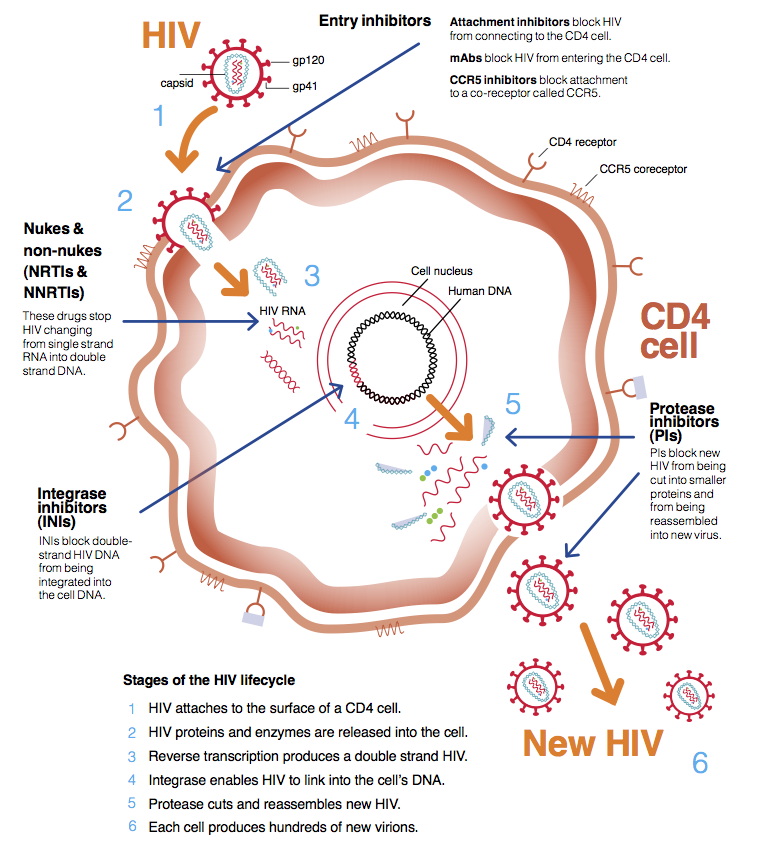 HIV
Entry inhibitors
Attachment inhibitors block HIV
from connecting to the CD4 cell.
mAbs block HIV from entering the CD4 cell.
CCR5 inhibitors block attachment
to a co-receptor called CCR5.
gp120
capsid
gp41
1
CD4 receptor
CCR5 coreceptor
2
Nukes &
non-nukes
(NRTIs &
NNRTIs)
These drugs stop
HIV changing
from single strand
RNA into double
strand DNA.
3
HIV RNA
Cell nucleus
Human DNA
CD4
cell
4
5
Protease
inhibitors
(PIs)
PIs block new
HIV from being
cut into smaller
proteins and
from being
reassembled
into new virus.
Integrase
inhibitors
(INIs)
INIs block double-
strand HIV DNA
from being
integrated into
the cell DNA.
New HIV
6
Stages of the HIV lifecycle
1 HIV attaches to the surface of a CD4 cell.
2 HIV proteins and enzymes are released into the cell.
3 Reverse transcription produces a double strand HIV.
4 Integrase enables HIV to link into the cell's DNA.
5 Protease cuts and reassembles new HIV.
6 Each cell produces hundreds of new virions.